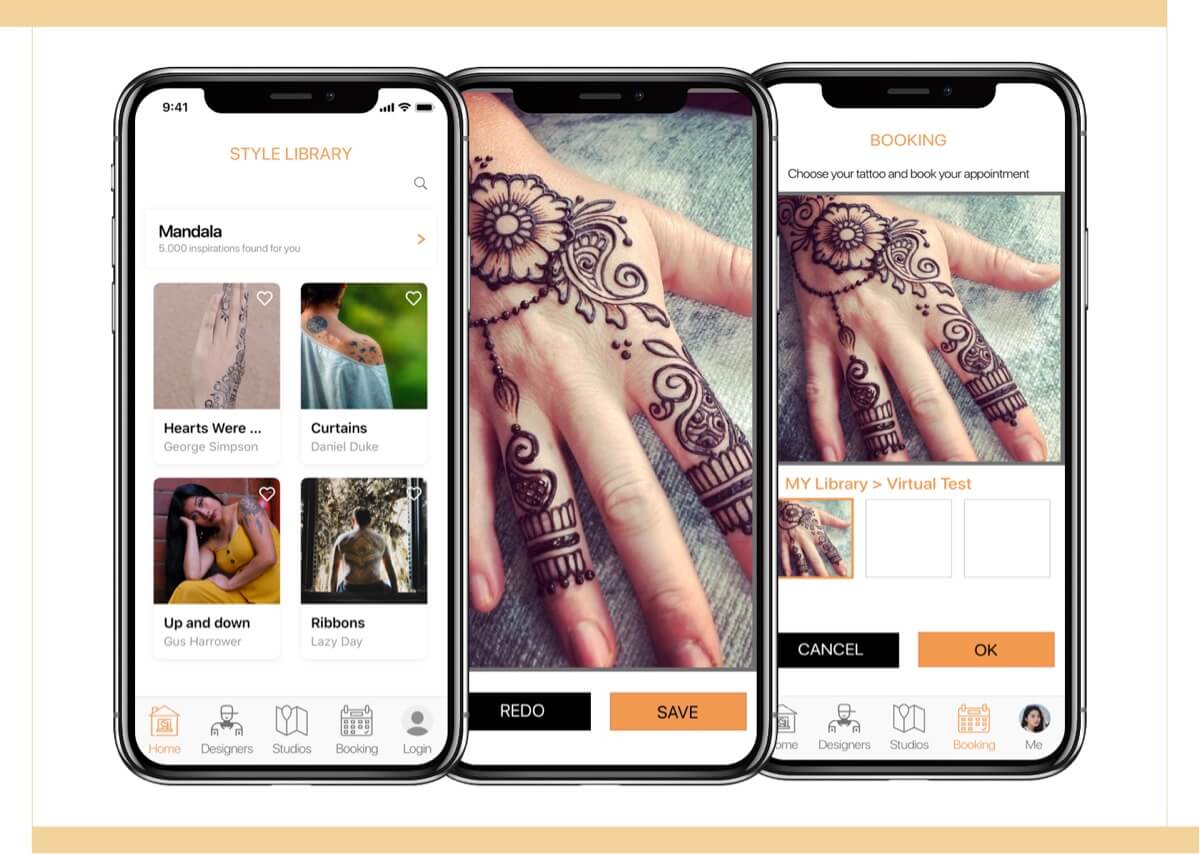 9:41
STYLE LIBRARY
Mandala
5.000 inspirations found for you
Hearts Were ...
George Simpson
Curtains
Daniel Duke
Up and down
Gus Harrower
Ribbons
Lazy Day
Home
Designers
Studios
Booking
Login
REDO
SAVE
BOOKING
Choose your tattoo and book your appointment
MY Library > Virtual Test
CANCEL
OK
ome
Designers
Studios
Booking
Me